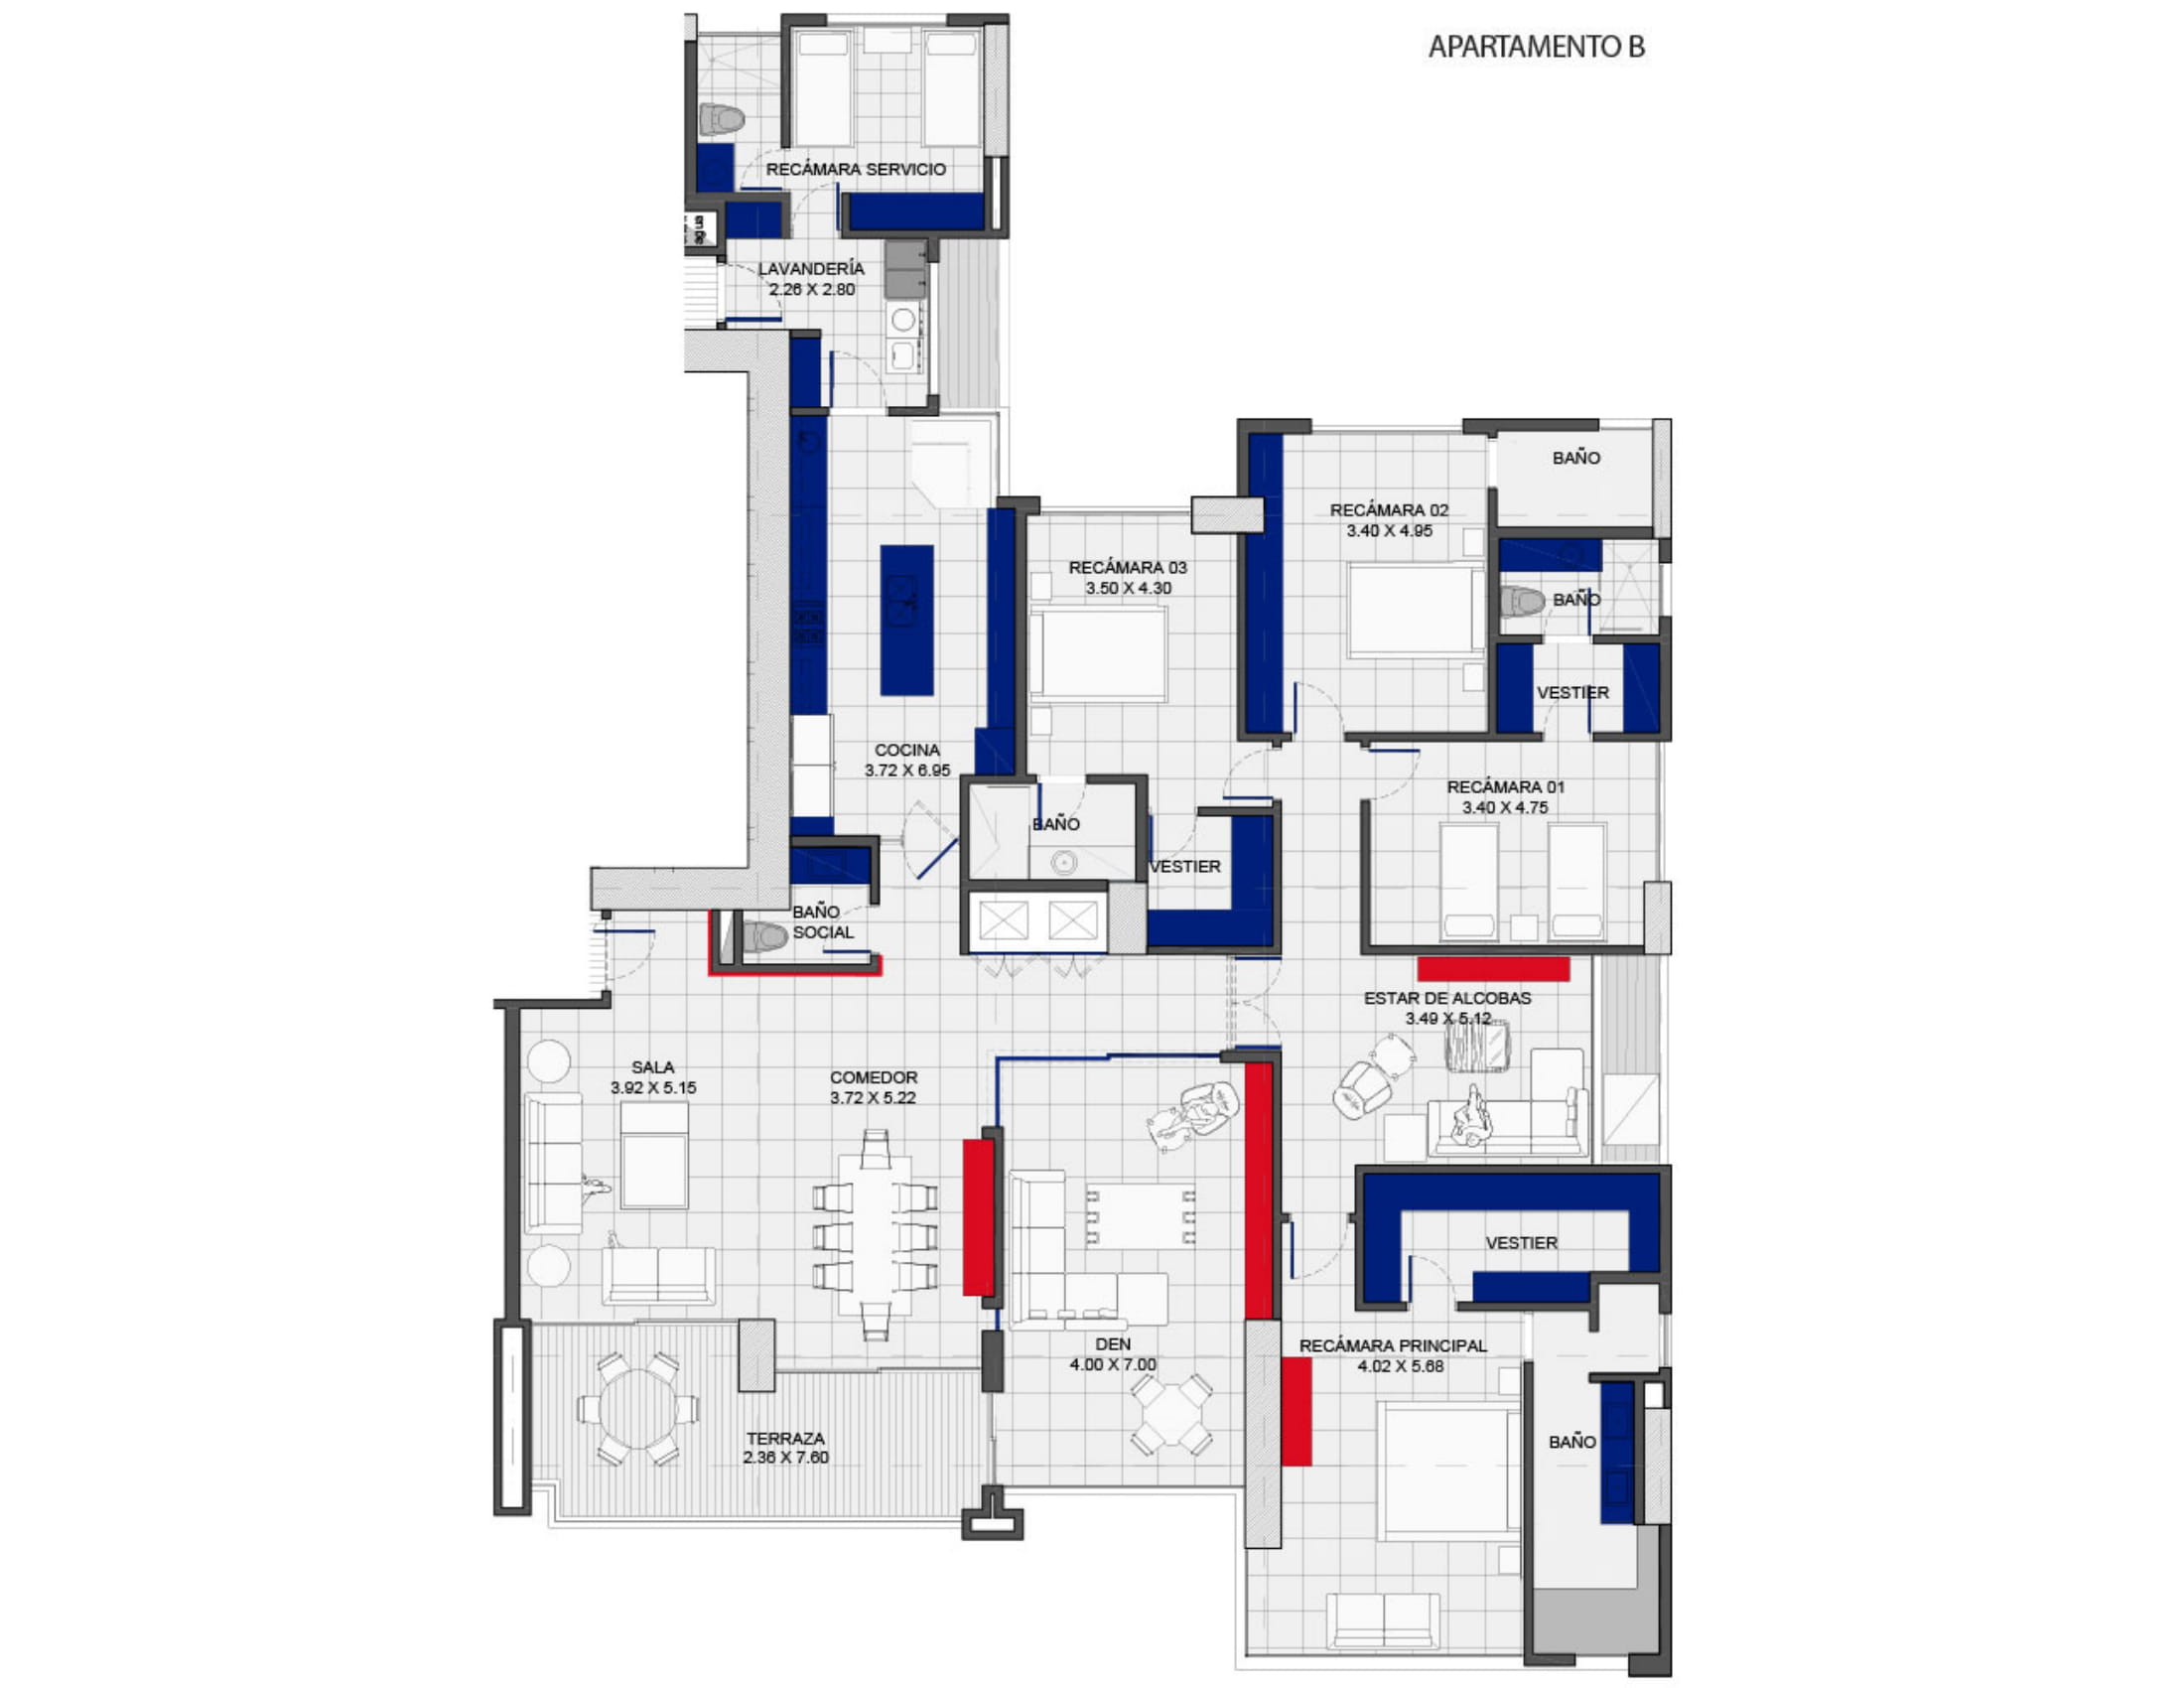 APARTAMENTO B
RECÁMARA SERVICIO
agua
LAVANDERÍA
2.26 X 2.80
BAÑO
RECÁMARA 02
3.40 X 4.95
RECÁMARA 03
3.50 X 4.30
BAÑO
VESTIER
COCINA
3.72 X 6.95
RECÁMARA 01
3.40 X 4.75
BAÑO
VESTIER
BAÑO
SOCIAL
ESTAR DE ALCOBAS
3.49 X 5.12
SALA
3.92 X 5.15
COMEDOR
3.72 X 5.22
VESTIER
DEN
4.00 X 7.00
RECÁMARA PRINCIPAL
4.02 X 5.68
TERRAZA
2.36 X 7.60
BAÑO